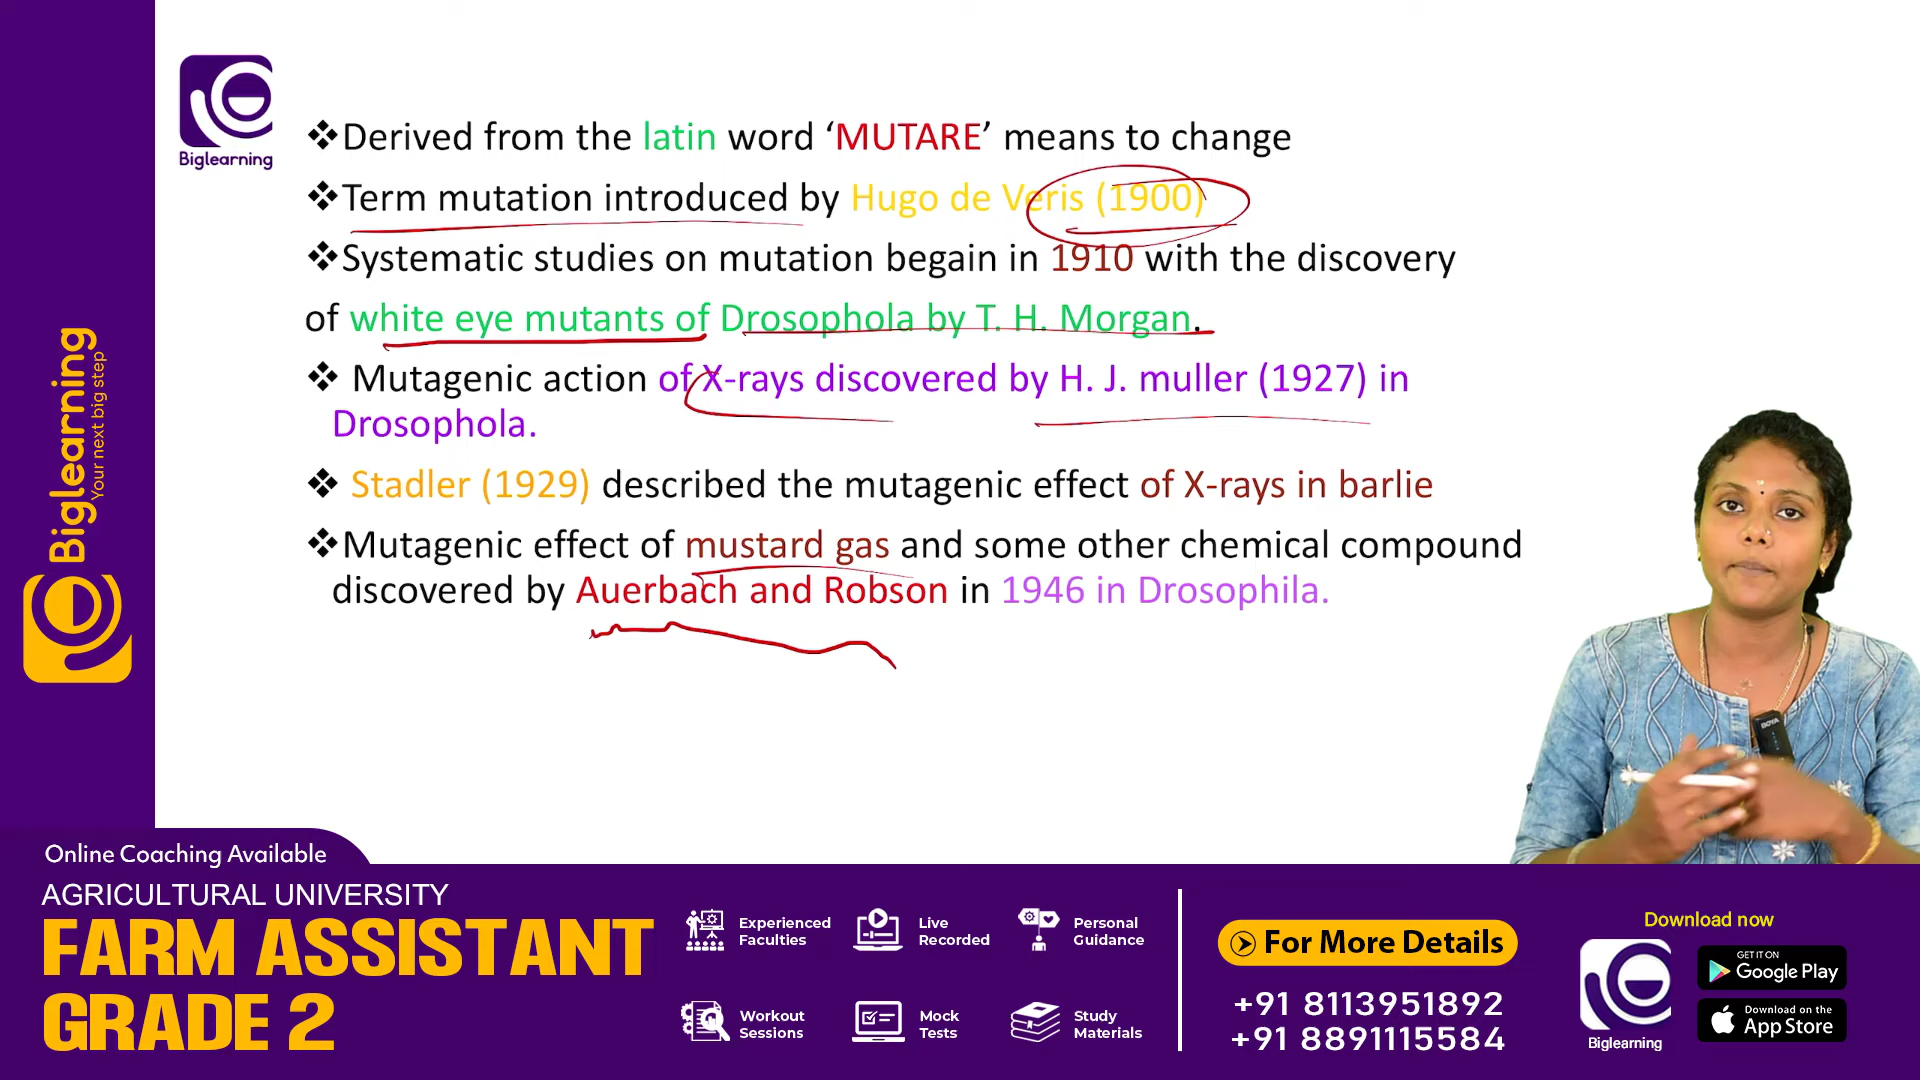 Biglearning
❖Derived from the latin word ‘MUTARE’ means to change
❖Term mutation introduced by Hugo de Veris (1900)
❖Systematic studies on mutation begain in 1910 with the discovery
of white eye mutants of Drosophola by T. H. Morgan.
❖ Mutagenic action of X-rays discovered by H. J. muller (1927) in
Drosophola.
❖ Stadler (1929) described the mutagenic effect of X-rays in barlie
❖Mutagenic effect of mustard gas and some other chemical compound
discovered by Auerbach and Robson in 1946 in Drosophila.
Biglearning
Your next big step
BOYA
Online Coaching Available
AGRICULTURAL UNIVERSITY
FARM ASSISTANT
GRADE 2
Experienced
Faculties
Live
Recorded
Personal
Guidance
Workout
Sessions
Mock
Tests
Study
Materials
For More Details
+91 8113951892
+91 8891115584
Download now
Biglearning
GET IT ON
Google Play
Download on the
App Store